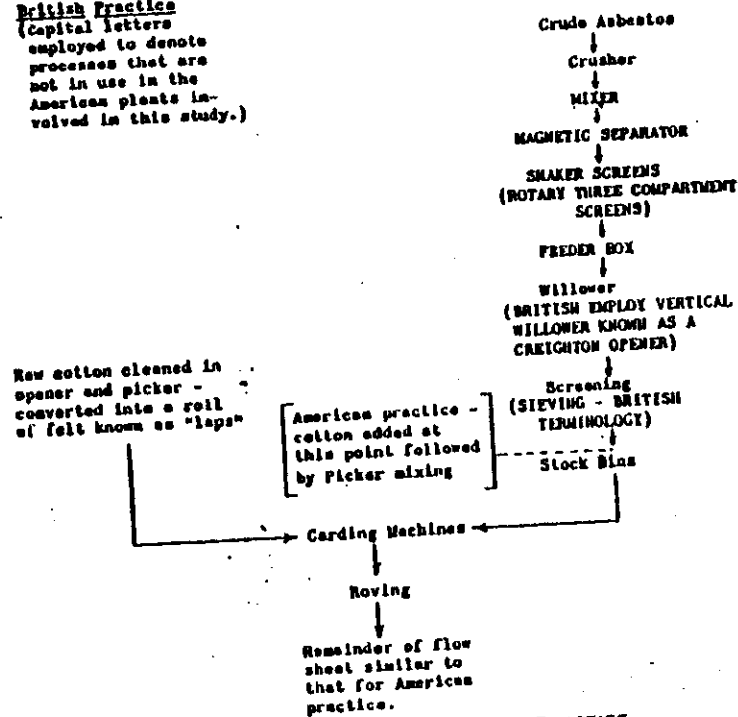 British Practice
(Capital letters
employed to denote
processes that are
not in use in the
American plants in-
volved in this study.)
Crude Asbestos
Crusher
MIXER
MAGNETIC SEPARATOR
SHAKER SCREENS
(ROTARY THREE COMPARTMENT
SCREENS)
FEEDER BOX
Willower
(BRITISH EMPLOY VERTICAL
WILLOWER KNOWN AS A
CREIGHTON OPENER)
Screening
(SIEVING - BRITISH
TERMINOLOGY)
Stock Bins
Raw cotton cleaned in
opener and picker -
converted into a roll
of felt known as "laps"
American practice -
cotton added at
this point followed
by Picker mixing
Carding Machines
Roving
Remainder of flow
sheet similar to
that for American
practice.